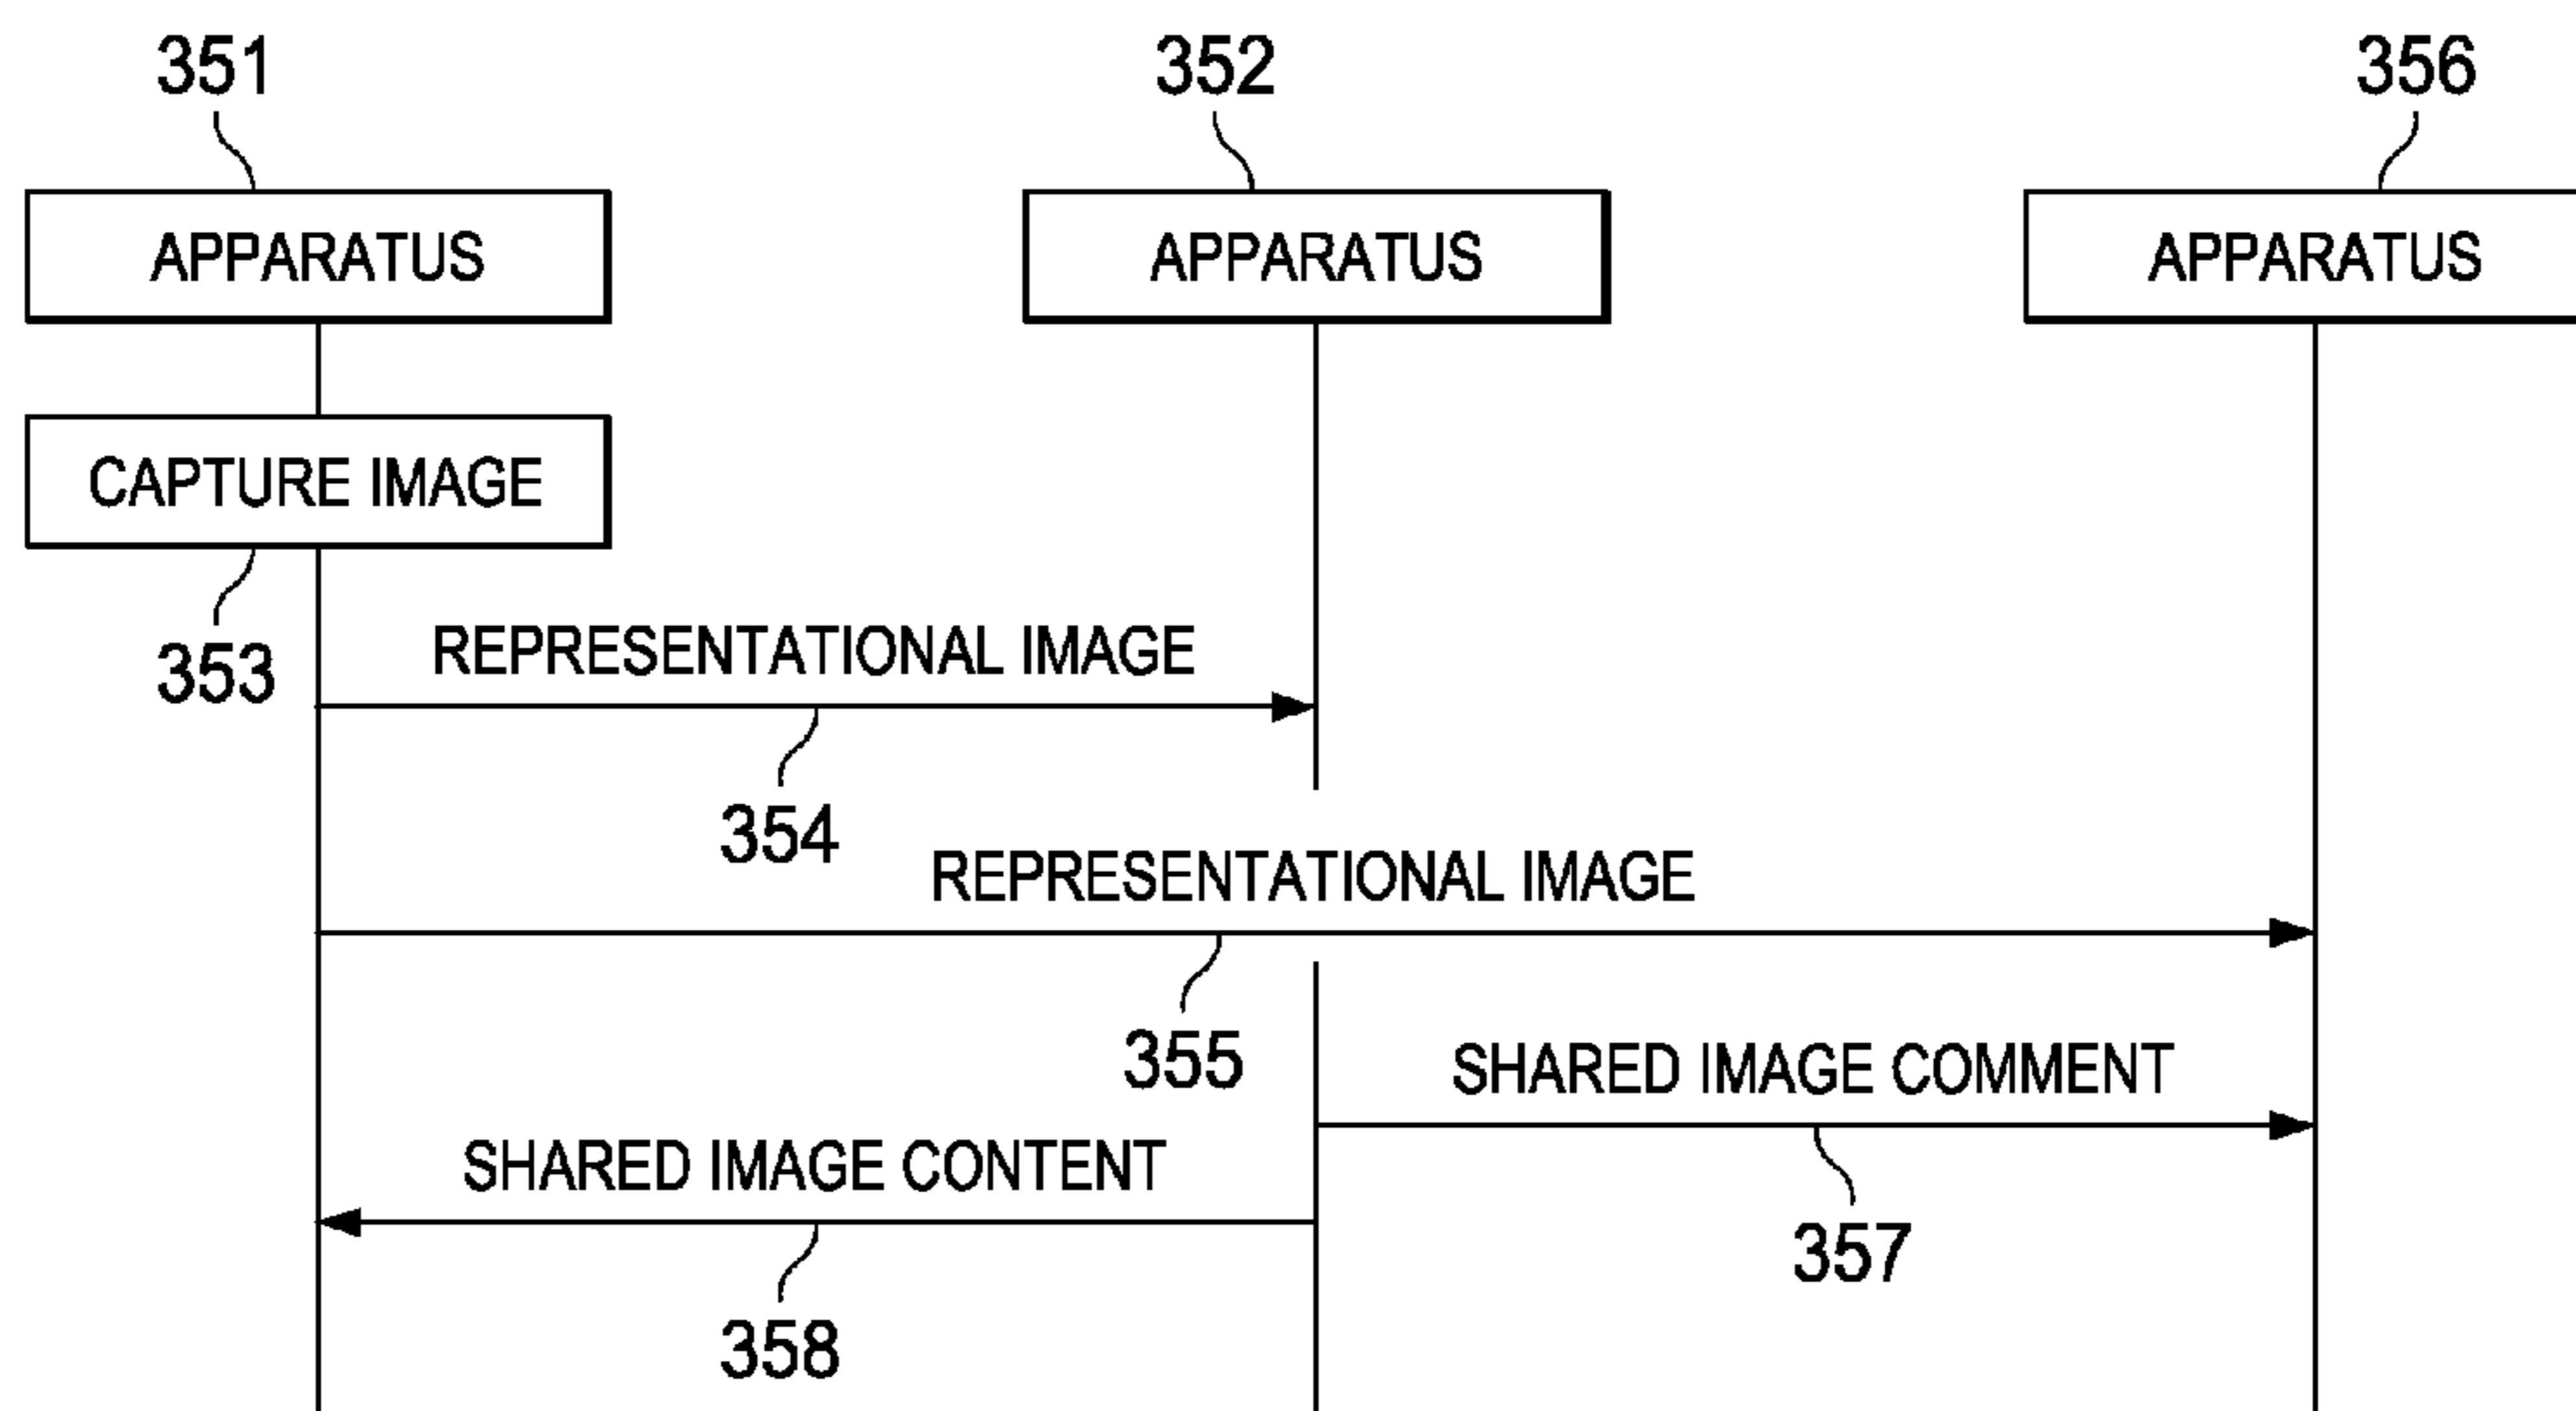 351
352
356
APPARATUS
APPARATUS
APPARATUS
CAPTURE IMAGE
353
REPRESENTATIONAL IMAGE
354
REPRESENTATIONAL IMAGE
355
SHARED IMAGE COMMENT
357
SHARED IMAGE CONTENT
358